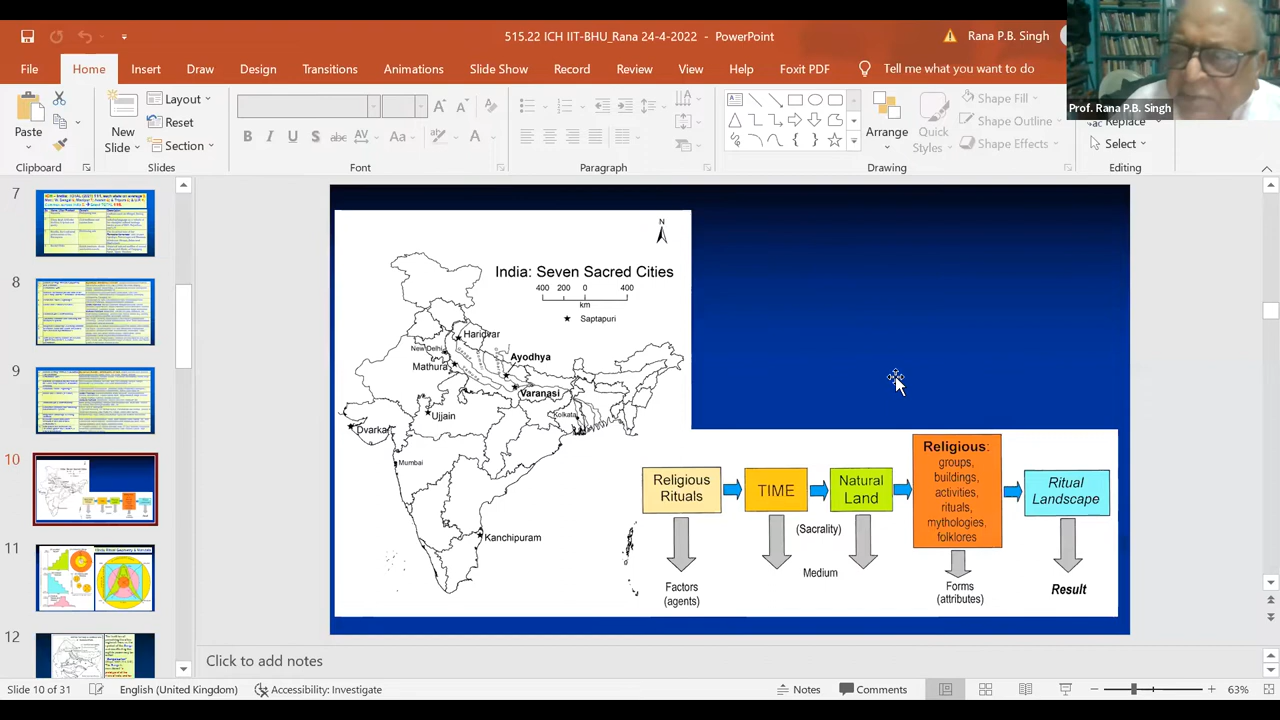 515.22 ICH IIT-BHU_Rana 24-4-2022 - PowerPoint
Rana P.B. Singh
File Home Insert Draw Design Transitions Animations Slide Show Record Review View Help Foxit PDF Tell me what you want to do
Prof. Rana P.B. Singh
Paste
New
Slide
Layout
Reset
Section
B I U S abc AV Aa A
Arrange
Quick
Styles
Shape Fill
Shape Outline
Shape Effects
Replace
Select
Clipboard Slides Font Paragraph Drawing Editing
7
8
9
10
11
12
N
India: Seven Sacred Cities
400 200 0 400
km
Saptapuri
Haridwar
New Delhi
Mathura
Ayodhya
Varanasi
Ujjain
Dvarka
Mumbai
Kanchipuram
Religious
Rituals
TIME
Natural
Land
(Sacrality)
Religious:
groups,
buildings,
activities,
rituals,
mythologies,
folklores
Ritual
Landscape
Factors
(agents)
Medium
Forms
(attributes)
Result
Click to add notes
Slide 10 of 31 English (United Kingdom) Accessibility: Investigate Notes Comments 63%